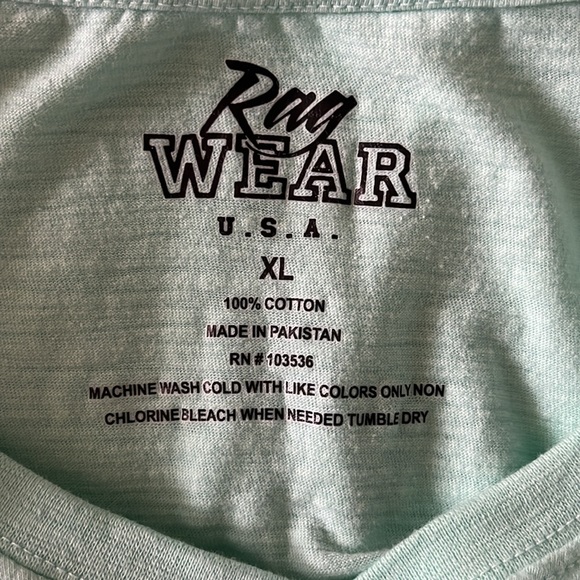 Rag
WEAR
U.S.A.
XL
100% COTTON
MADE IN PAKISTAN
RN # 103536
MACHINE WASH COLD WITH LIKE COLORS ONLY NON
CHLORINE BLEACH WHEN NEEDED TUMBLE DRY